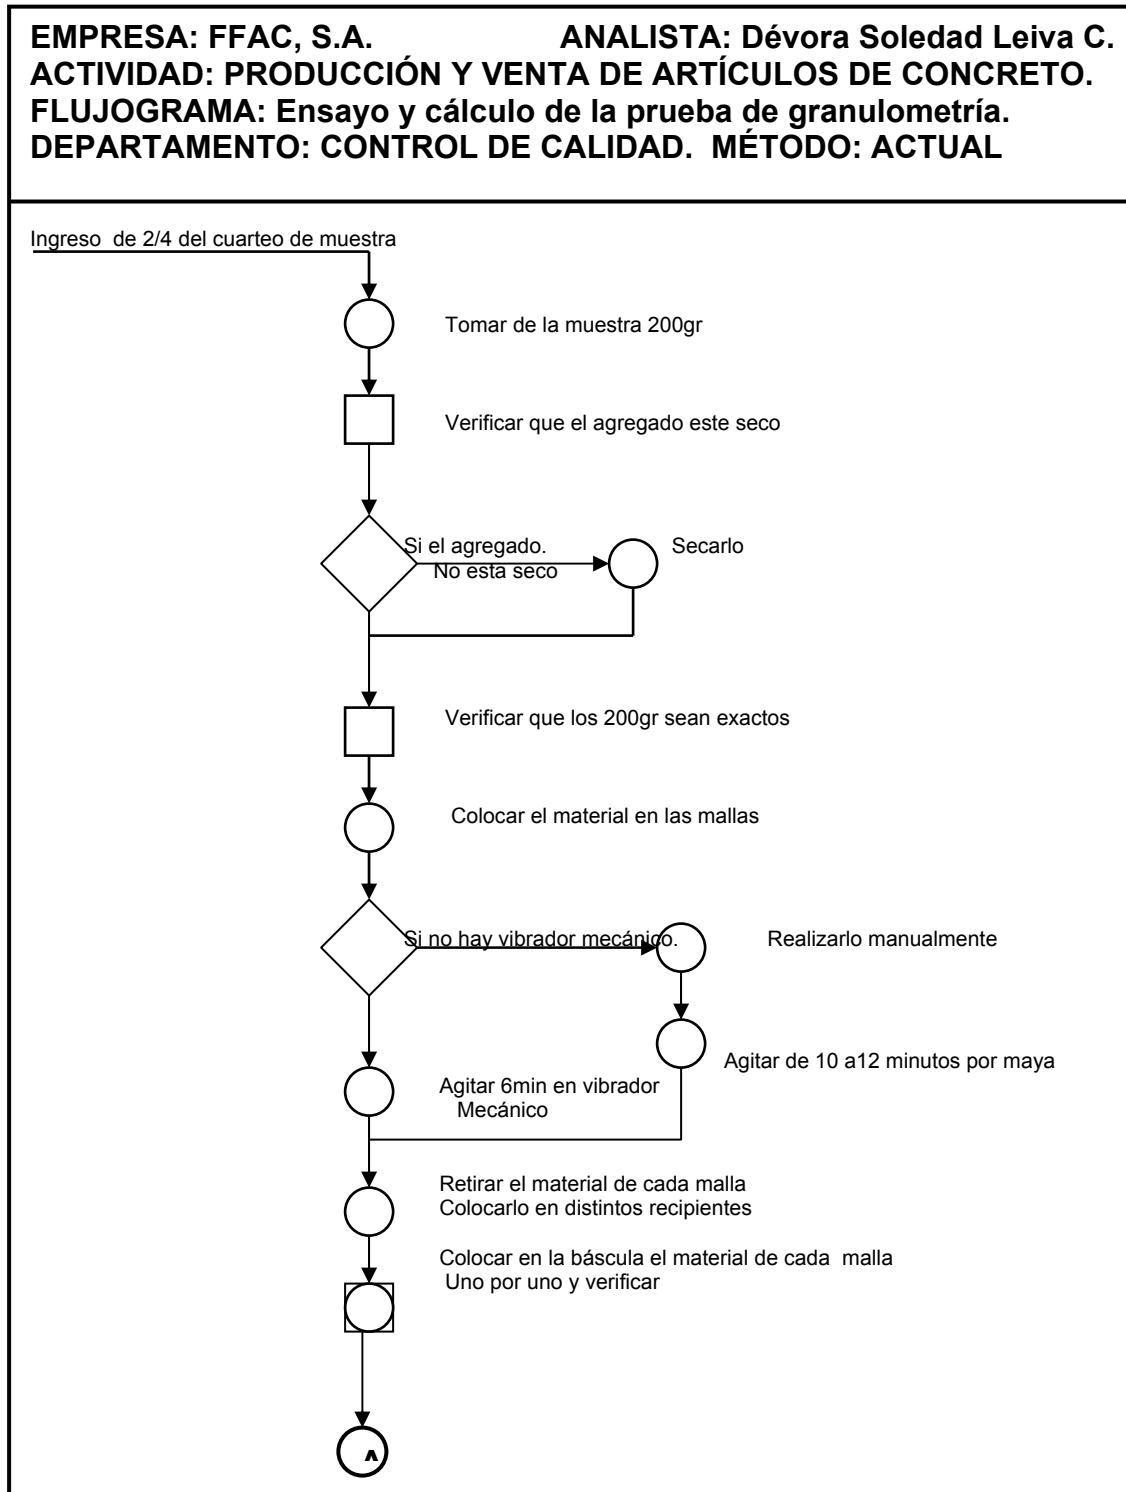 EMPRESA: FFAC, S.A. ANALISTA: Dévora Soledad Leiva C.
ACTIVIDAD: PRODUCCIÓN Y VENTA DE ARTÍCULOS DE CONCRETO.
FLUJOGRAMA: Ensayo y cálculo de la prueba de granulometría.
DEPARTAMENTO: CONTROL DE CALIDAD. MÉTODO: ACTUAL
Ingreso de 2/4 del cuarteo de muestra
Tomar de la muestra 200gr
Verificar que el agregado este seco
Si el agregado.
No esta seco
Secarlo
Verificar que los 200gr sean exactos
Colocar el material en las mallas
Si no hay vibrador mecánico.
Realizarlo manualmente
Agitar de 10 a12 minutos por maya
Agitar 6min en vibrador
Mecánico
Retirar el material de cada malla
Colocarlo en distintos recipientes
Colocar en la báscula el material de cada malla
Uno por uno y verificar
A